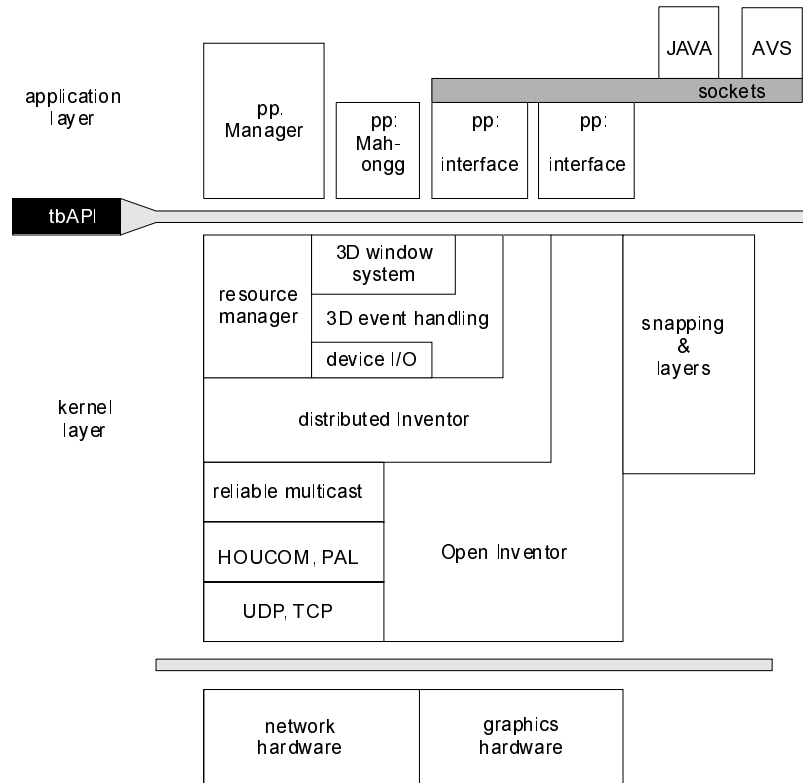 JAVA
AVS
sockets
application
layer
pp.
Manager
pp:
Mah-
ongg
pp:
interface
pp:
interface
tbAPI
3D window
system
resource
manager
3D event handling
device I/O
snapping
&
layers
kernel
layer
distributed Inventor
reliable multicast
HOUCOM, PAL
Open Inventor
UDP, TCP
network
hardware
graphics
hardware